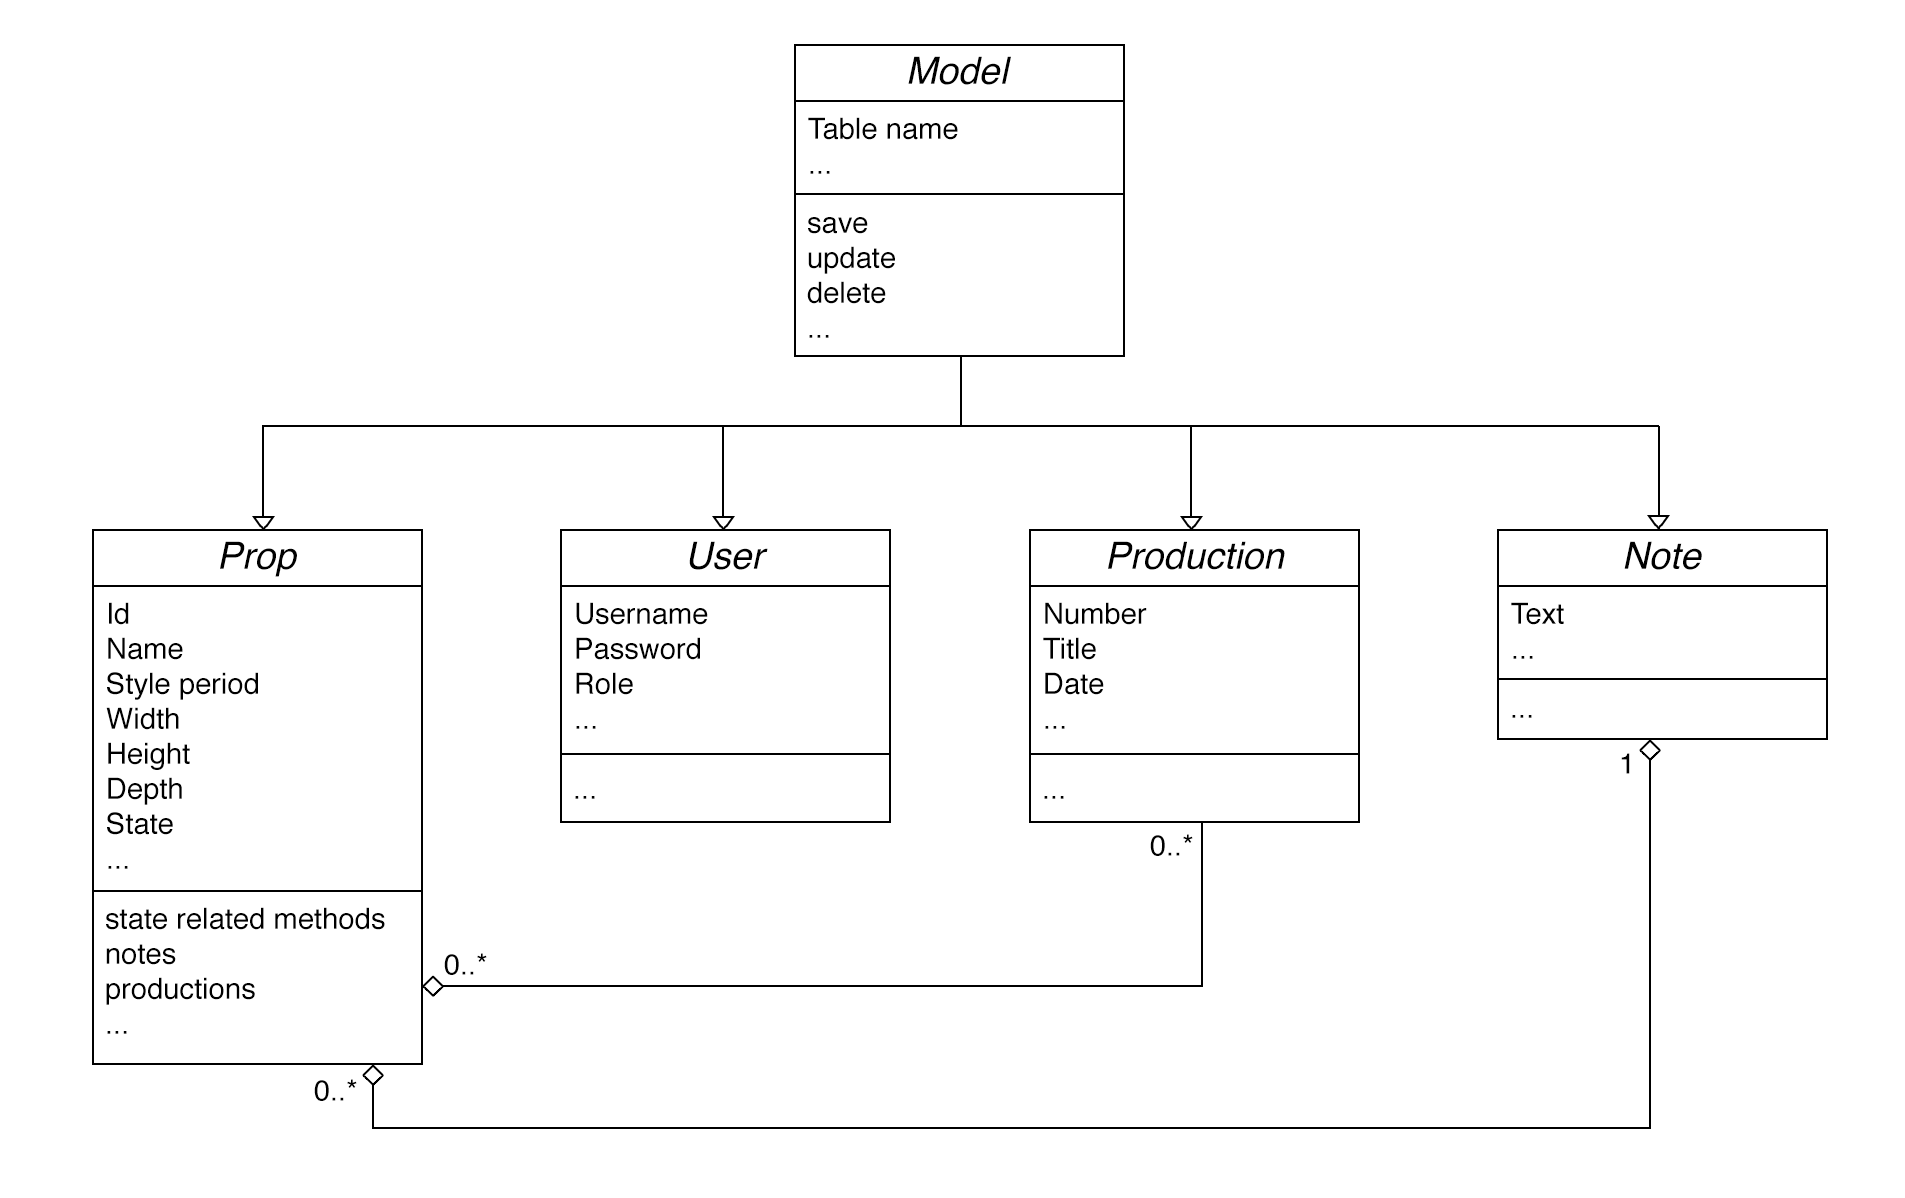 Model
Table name
...
save
update
delete
...
Prop
Id
Name
Style period
Width
Height
Depth
State
...
state related methods
notes
productions
...
User
Username
Password
Role
...
...
Production
Number
Title
Date
...
...
Note
Text
...
...
1
0..*
0..*
0..*